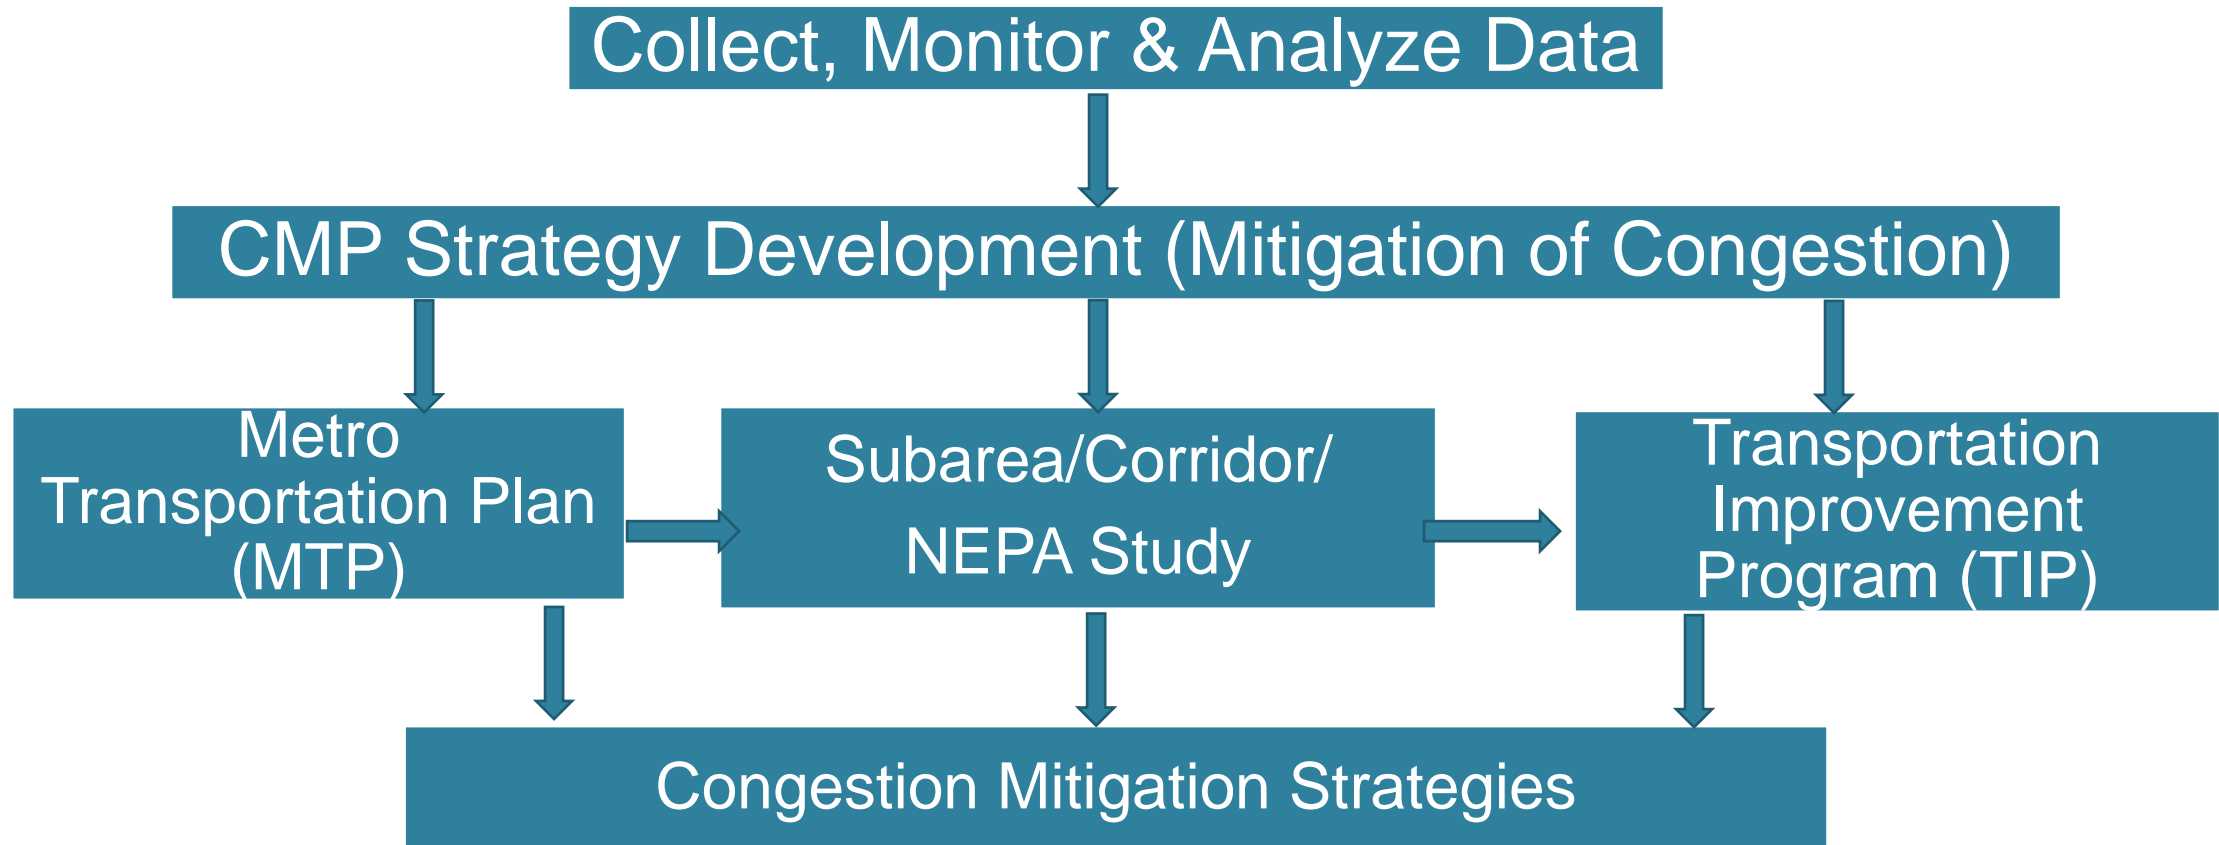 Collect, Monitor & Analyze Data
CMP Strategy Development (Mitigation of Congestion)
Metro
Transportation Plan
(MTP)
Subarea/Corridor/
NEPA Study
Transportation
Improvement
Program (TIP)
Congestion Mitigation Strategies